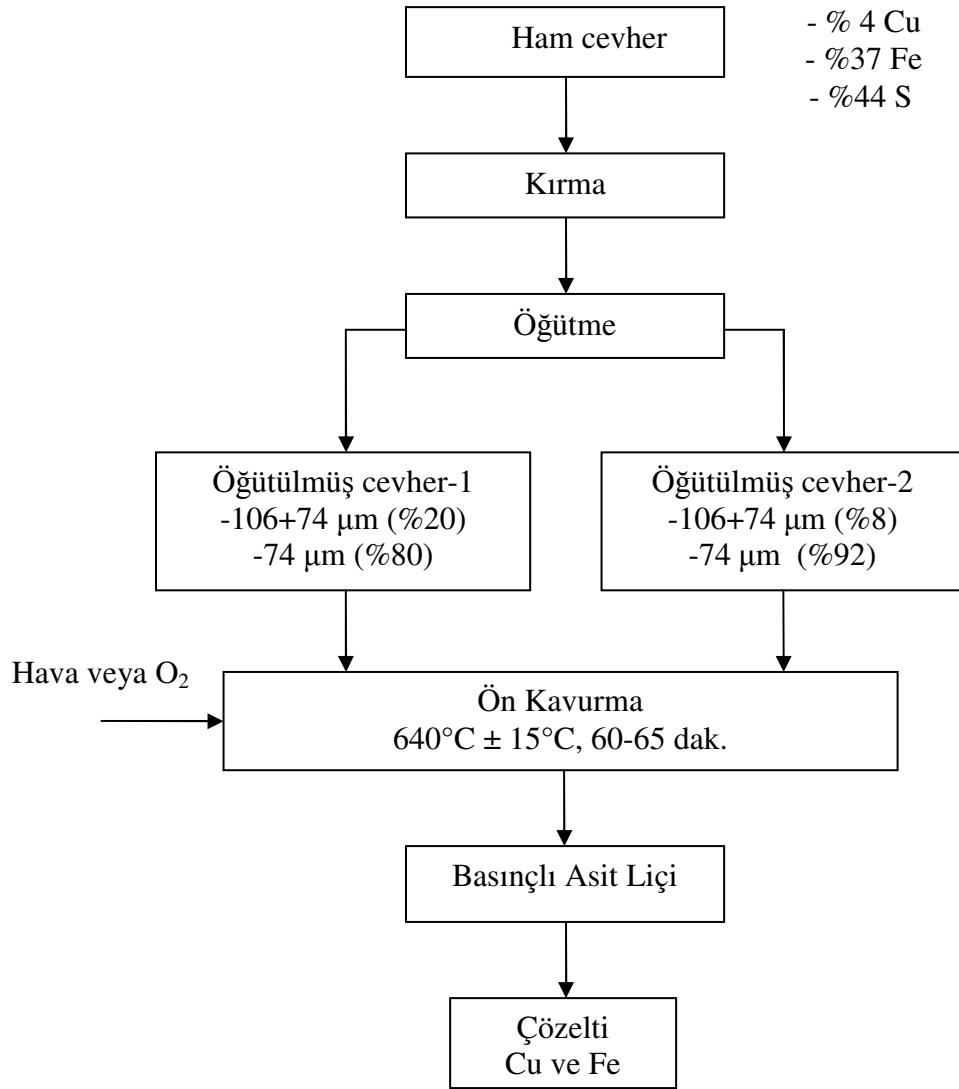 Ham cevher
- % 4 Cu
- %37 Fe
- %44 S
Kırma
Öğütme
Öğütülmüş cevher-1
-106+74 μm (%20)
-74 μm (%80)
Öğütülmüş cevher-2
-106+74 μm (%8)
-74 μm (%92)
Hava veya O₂
Ön Kavurma
640°C ± 15°C, 60-65 dak.
Basınçlı Asit Liçi
Çözelti
Cu ve Fe